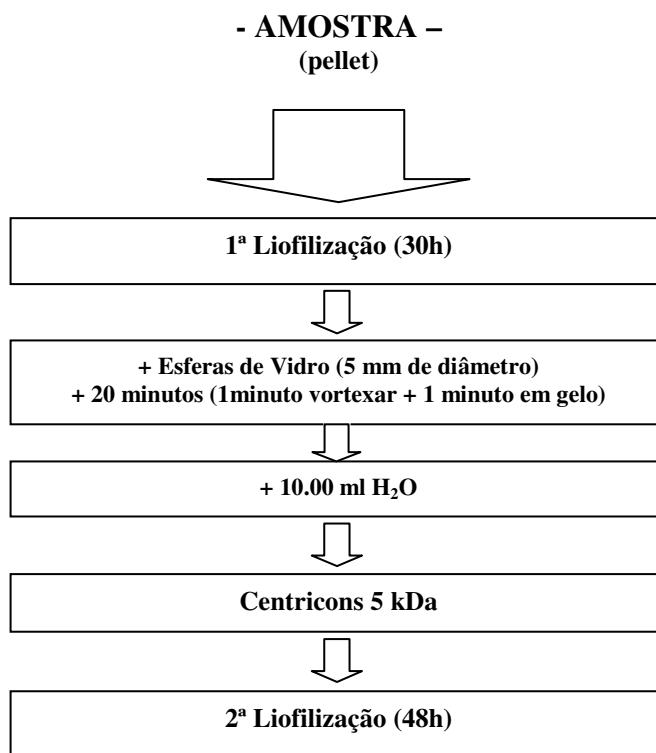 - AMOSTRA –
(pellet)
1ª Liofilização (30h)
+ Esferas de Vidro (5 mm de diâmetro)
+ 20 minutos (1minuto vortexar + 1 minuto em gelo)
+ 10.00 ml H₂O
Centricons 5 kDa
2ª Liofilização (48h)